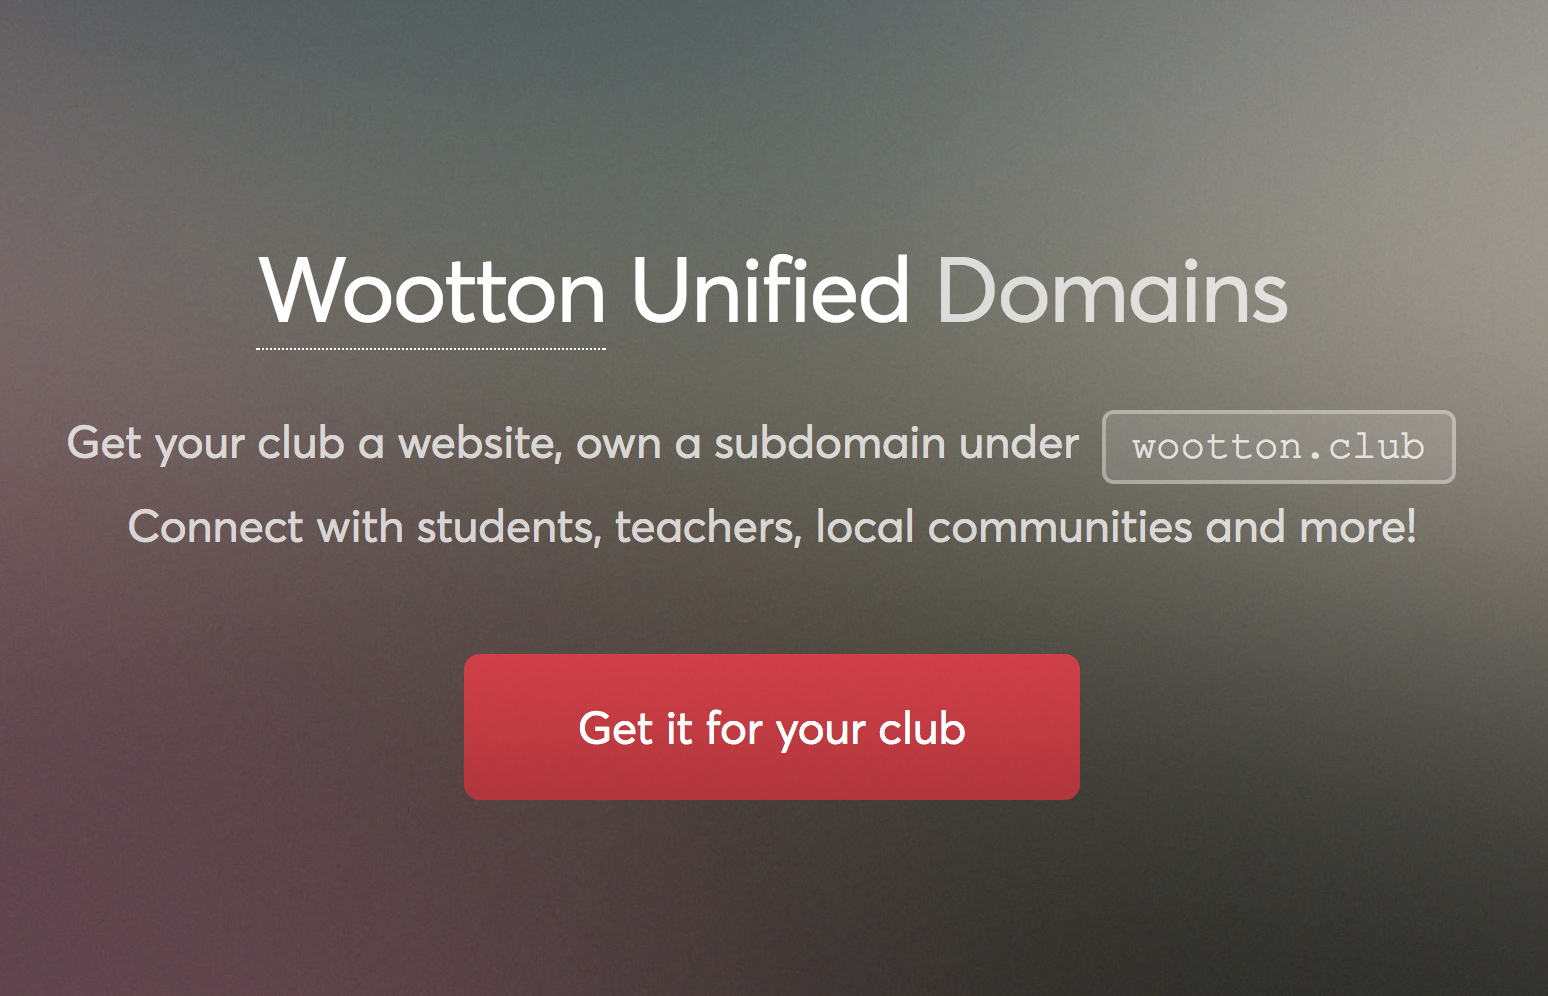 Wootton Unified Domains
Get your club a website, own a subdomain under wootton.club
Connect with students, teachers, local communities and more!
Get it for your club